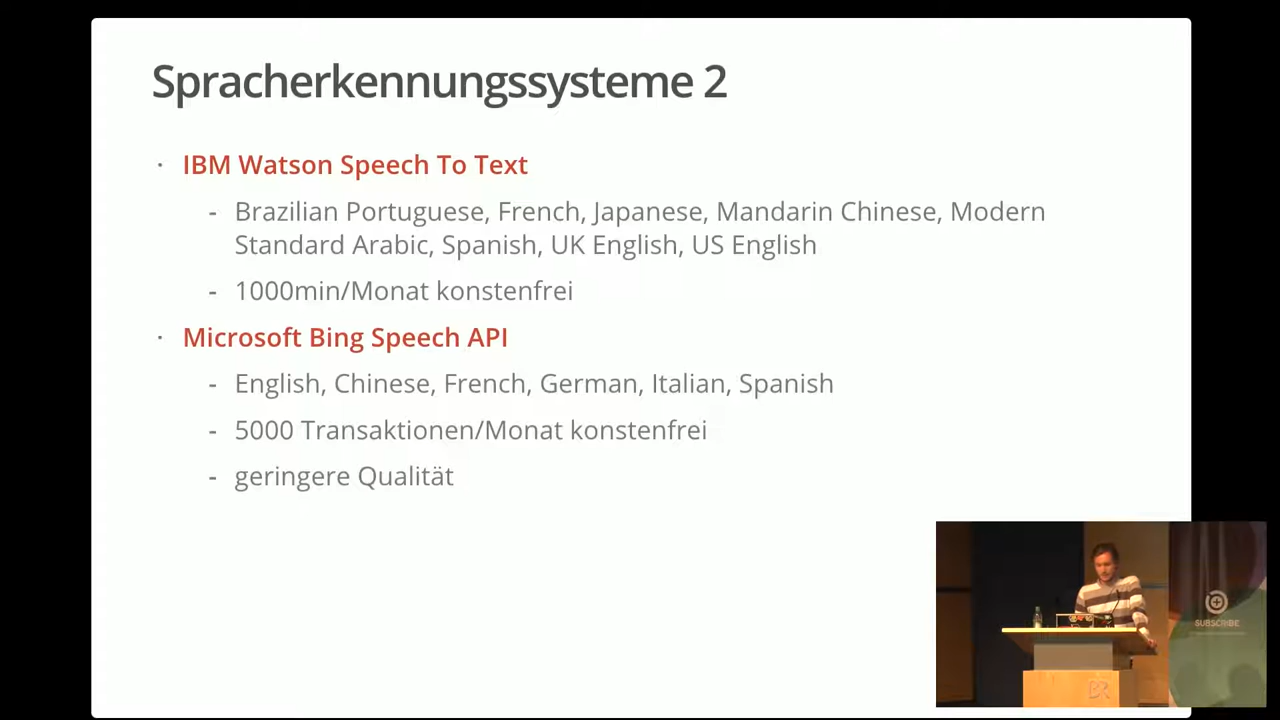 Spracherkennungssysteme 2
· IBM Watson Speech To Text
- Brazilian Portuguese, French, Japanese, Mandarin Chinese, Modern
Standard Arabic, Spanish, UK English, US English
- 1000min/Monat konstenfrei
· Microsoft Bing Speech API
- English, Chinese, French, German, Italian, Spanish
- 5000 Transaktionen/Monat konstenfrei
- geringere Qualität
SUBSCRIBE
BR